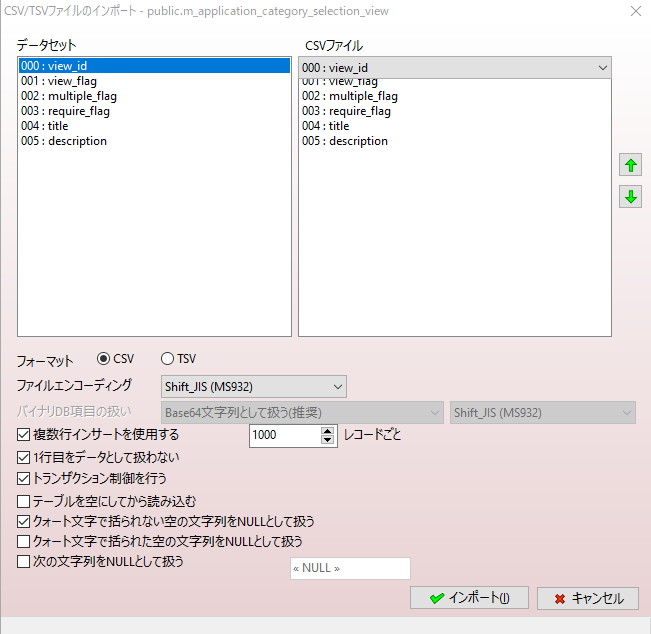 CSV/TSVファイルのインポート - public.m_application_category_selection_view
データセット
CSVファイル
000 : view_id
001 : view_flag
002 : multiple_flag
003 : require_flag
004 : title
005 : description
000 : view_id
001 : view_flag
002 : multiple_flag
003 : require_flag
004 : title
005 : description
フォーマット CSV TSV
ファイルエンコーディング Shift_JIS (MS932)
バイナリDB項目の扱い Base64文字列として扱う(推奨) Shift_JIS (MS932)
複数行インサートを使用する 1000 レコードごと
1行目をデータとして扱わない
トランザクション制御を行う
テーブルを空にしてから読み込む
クォート文字で括られない空の文字列をNULLとして扱う
クォート文字で括られた空の文字列をNULLとして扱う
次の文字列をNULLとして扱う « NULL »
インポート(I) キャンセル